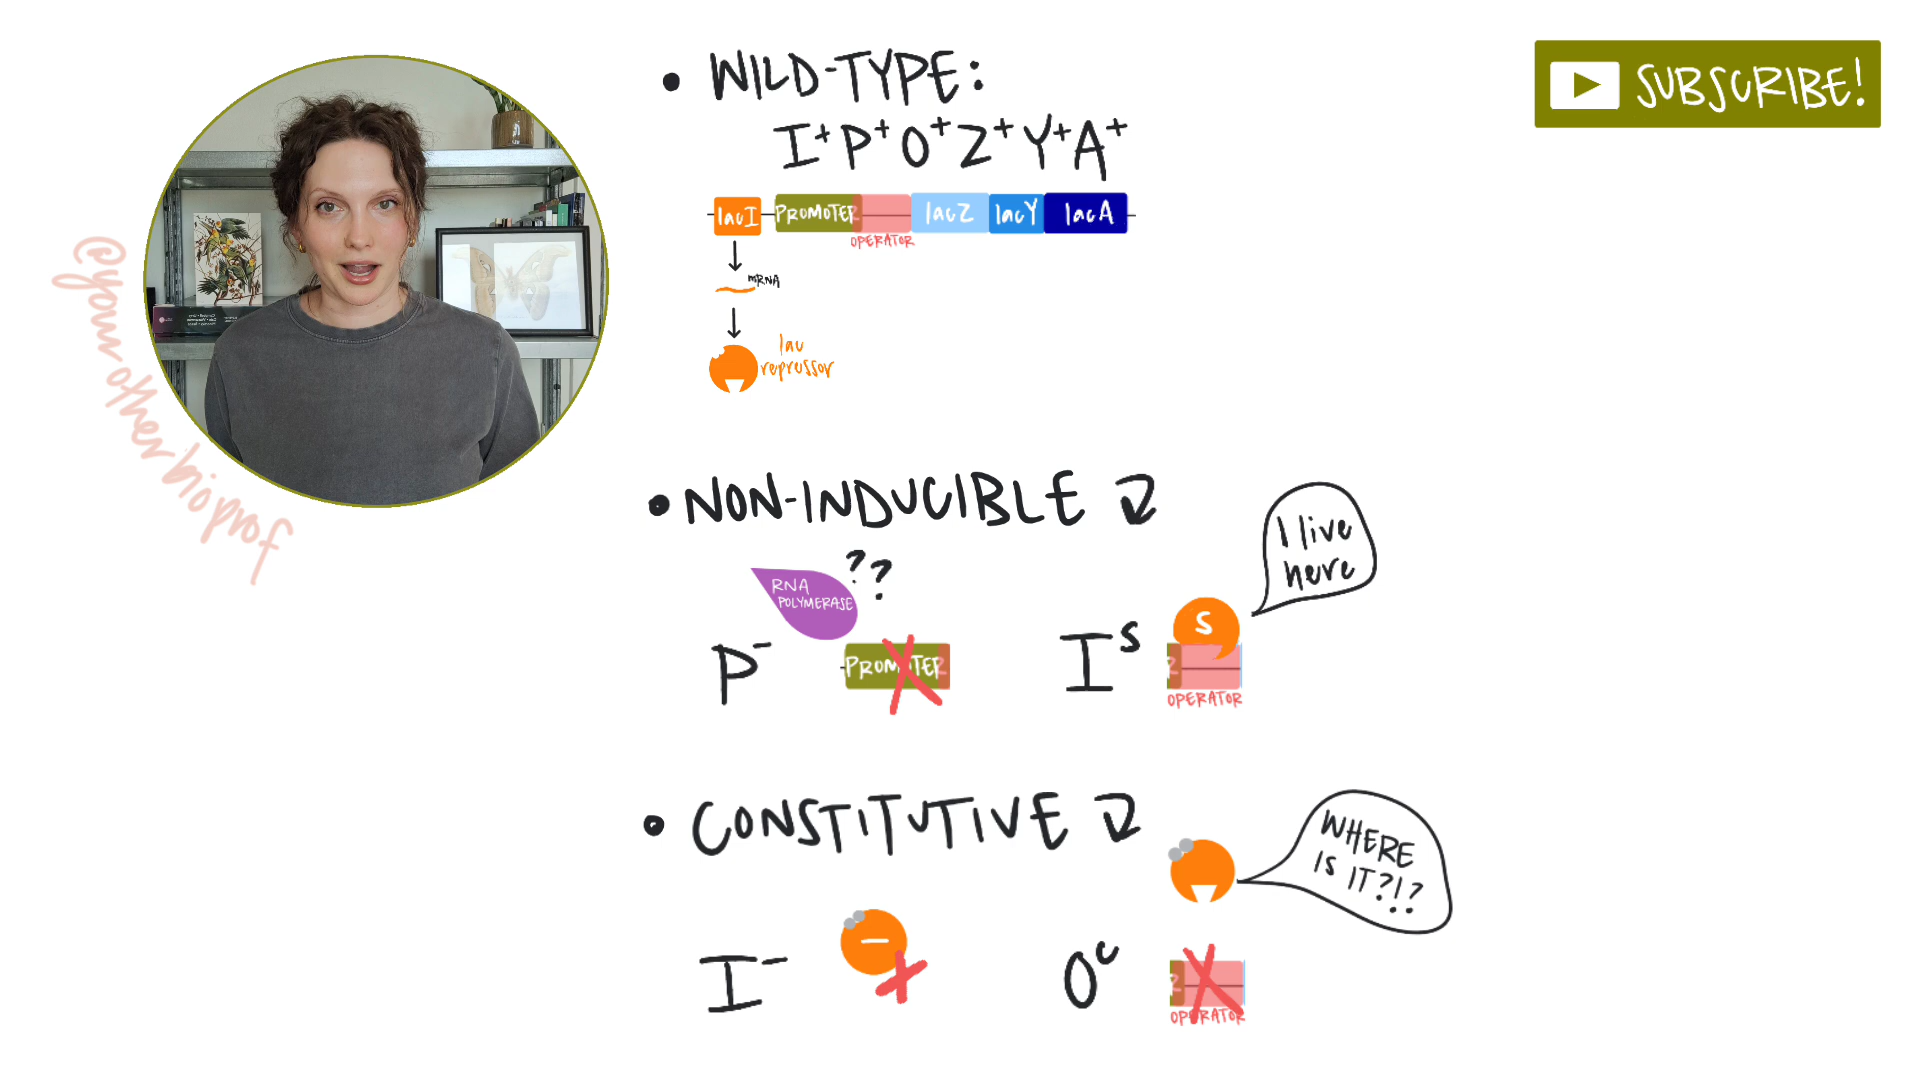 SUBSCRIBE!
@yourotherbioprof
• WILD-TYPE:
I⁺P⁺O⁺Z⁺Y⁺A⁺
lacI PROMOTER lacZ lacY lacA
OPERATOR
mRNA
lac
repressor
• NON-INDUCIBLE
I live
here
??
RNA
POLYMERASE
S
P⁻ PROMOTER Iˢ R
OPERATOR
• CONSTITUTIVE
WHERE
IS IT?!?
–
I⁻ Oᶜ R
OPERATOR